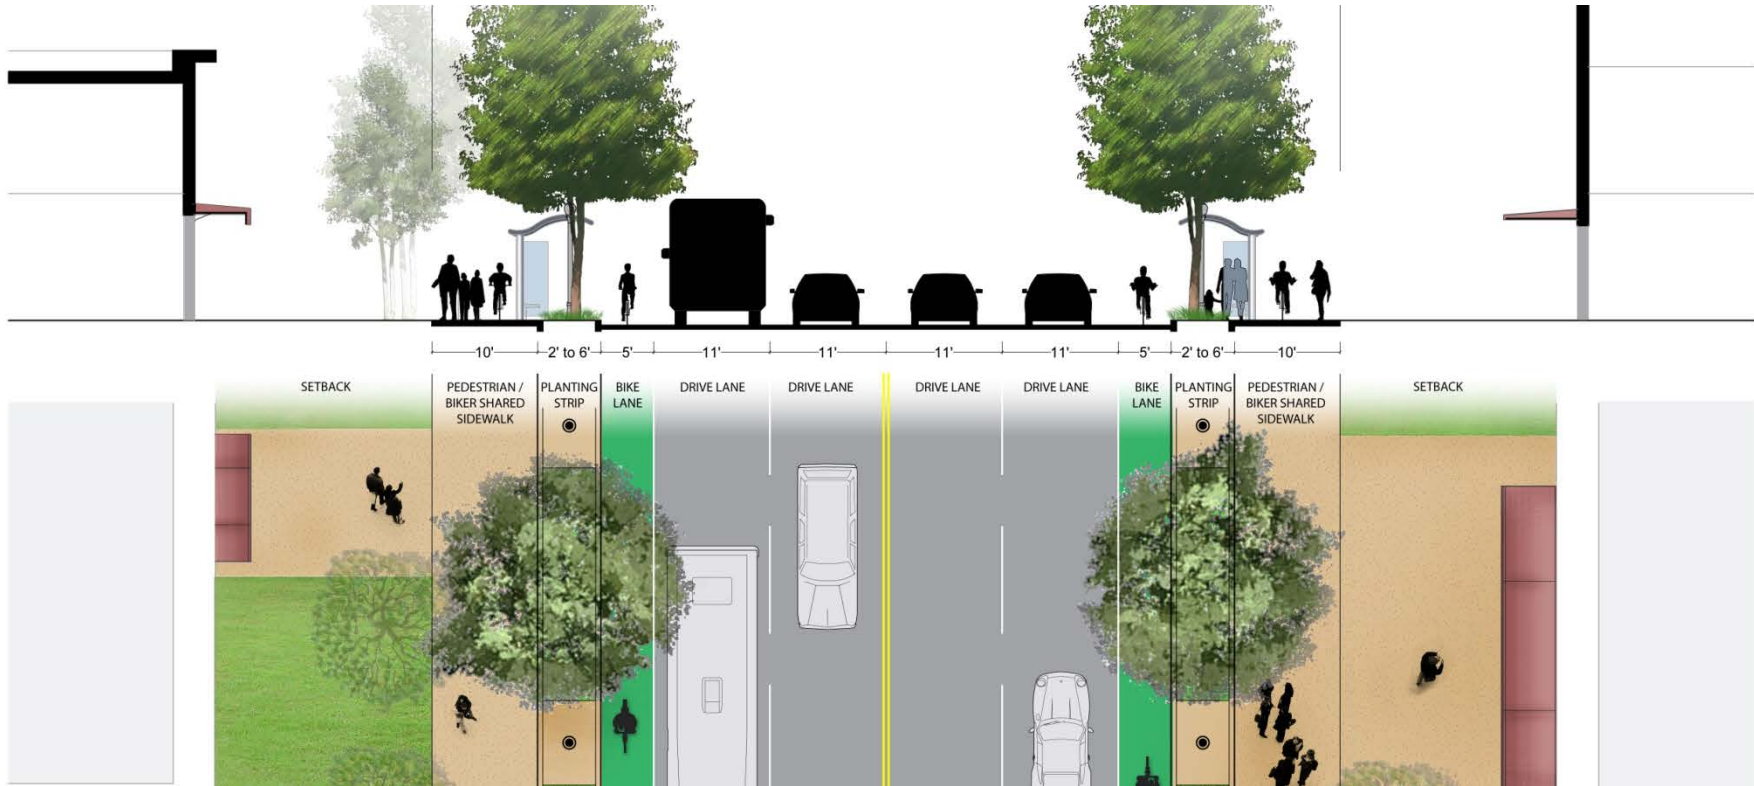 10' 2' to 6' 5' 11' 11' 11' 11' 5' 2' to 6' 10'
SETBACK
PEDESTRIAN /
BIKER SHARED
SIDEWALK
PLANTING
STRIP
BIKE
LANE
DRIVE LANE
DRIVE LANE
DRIVE LANE
DRIVE LANE
BIKE
LANE
PLANTING
STRIP
PEDESTRIAN /
BIKER SHARED
SIDEWALK
SETBACK